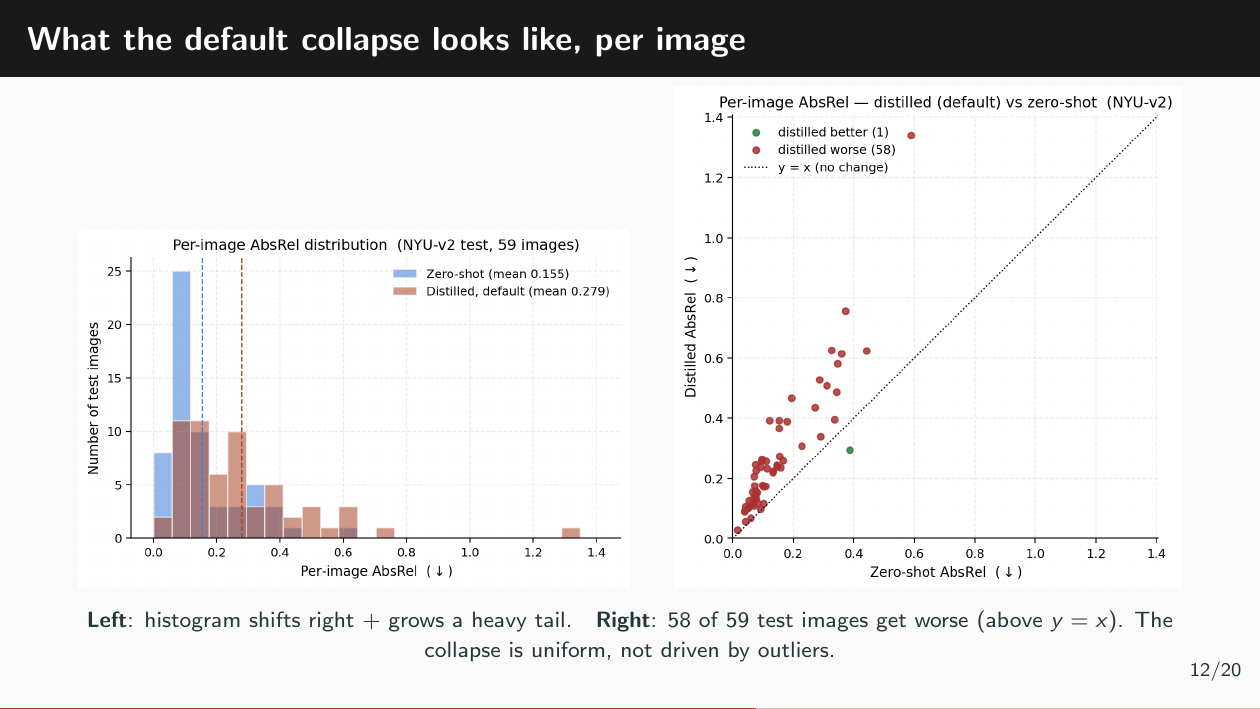 What the default collapse looks like, per image
Per-image AbsRel distribution (NYU-v2 test, 59 images)
Zero-shot (mean 0.155)
Distilled, default (mean 0.279)
Number of test images
25
20
15
10
5
0
0.0 0.2 0.4 0.6 0.8 1.0 1.2 1.4
Per-image AbsRel (↓)
Per-image AbsRel — distilled (default) vs zero-shot (NYU-v2)
distilled better (1)
distilled worse (58)
y = x (no change)
Distilled AbsRel (↓)
1.4
1.2
1.0
0.8
0.6
0.4
0.2
0.0
0.0 0.2 0.4 0.6 0.8 1.0 1.2 1.4
Zero-shot AbsRel (↓)
Left: histogram shifts right + grows a heavy tail. Right: 58 of 59 test images get worse (above y = x). The
collapse is uniform, not driven by outliers.
12/20